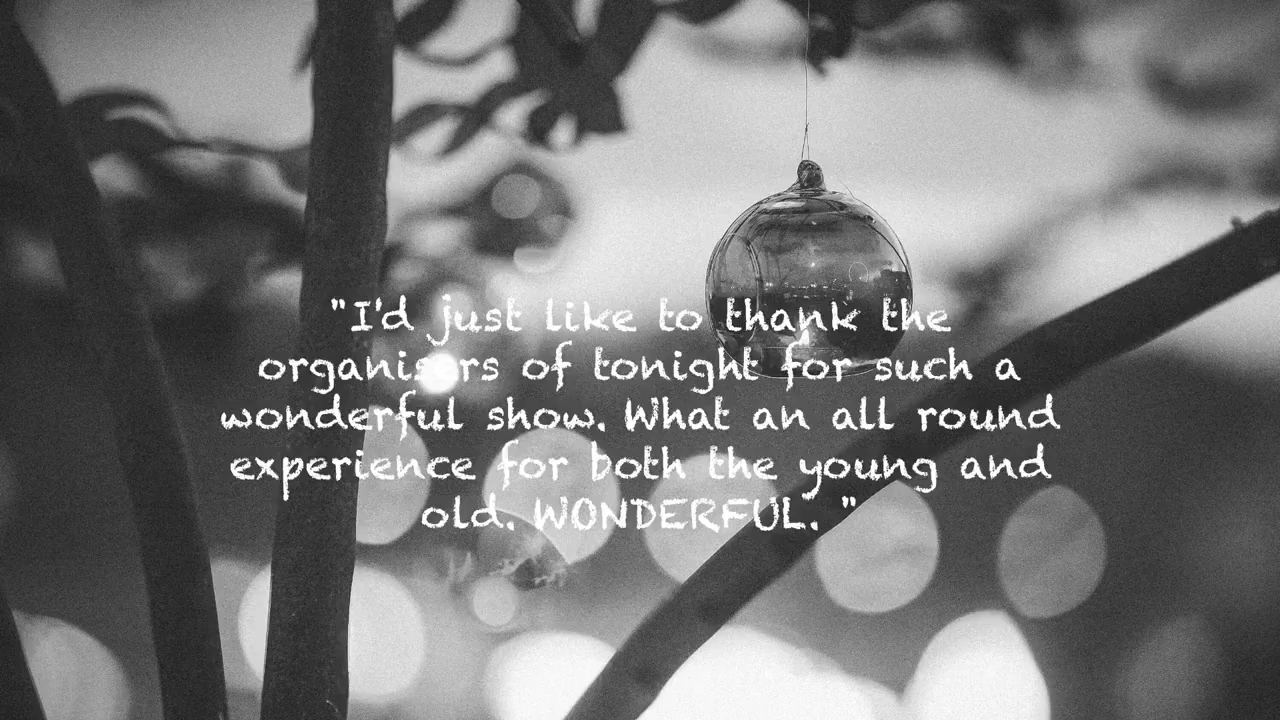 "I'd just like to thank the
organisers of tonight for such a
wonderful show. What an all round
experience for both the young and
old. WONDERFUL. "